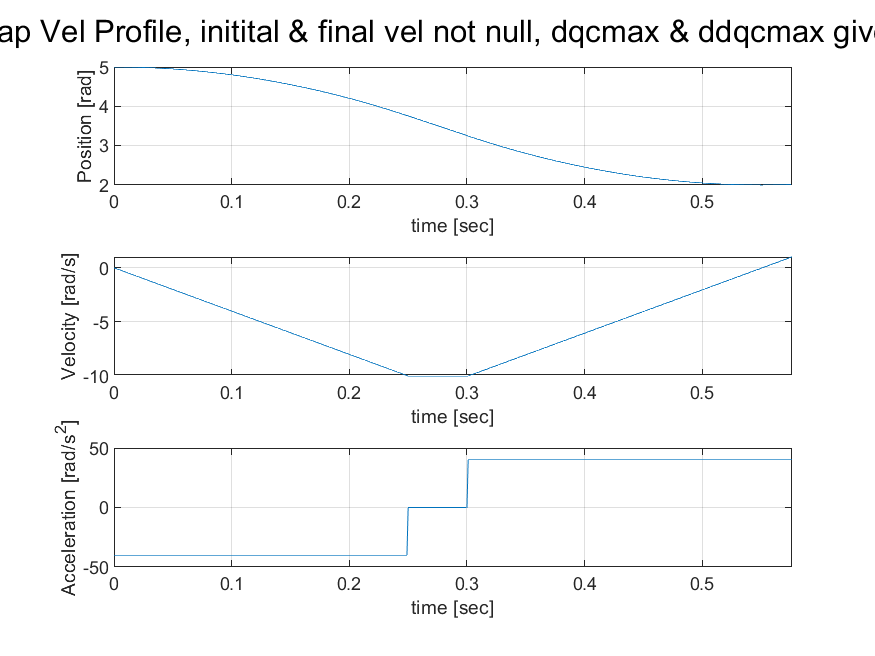 ap Vel Profile, initital & final vel not null, dqcmax & ddqcmax give
5
4
3
2
Position [rad]
0 0.1 0.2 0.3 0.4 0.5
time [sec]
0
-5
-10
Velocity [rad/s]
0 0.1 0.2 0.3 0.4 0.5
time [sec]
50
0
-50
Acceleration [rad/s²]
0 0.1 0.2 0.3 0.4 0.5
time [sec]